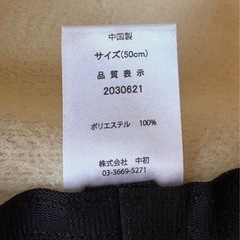 中国製
サイズ(50cm)
品質表示
2030621
ポリエステル 100%
株式会社 中初
03-3669-5271